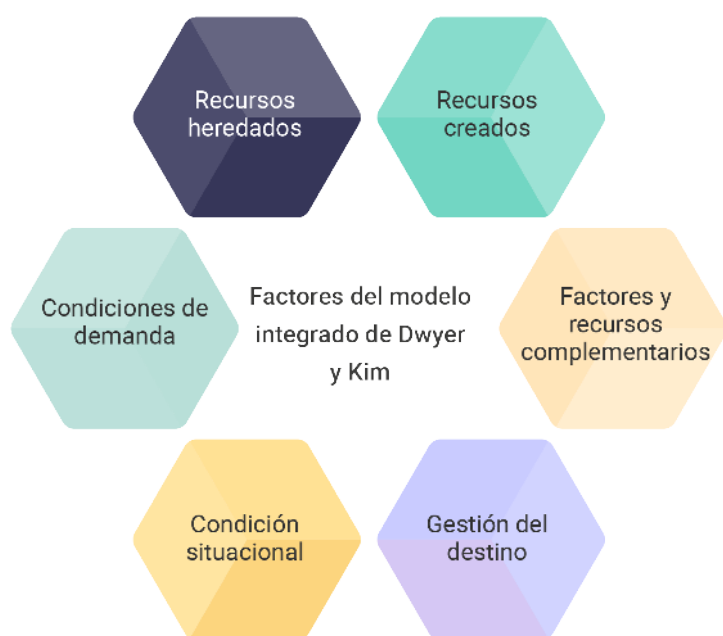 Recursos
heredados
Recursos
creados
Condiciones de
demanda
Factores del modelo
integrado de Dwyer
y Kim
Factores y
recursos
complementarios
Condición
situacional
Gestión del
destino